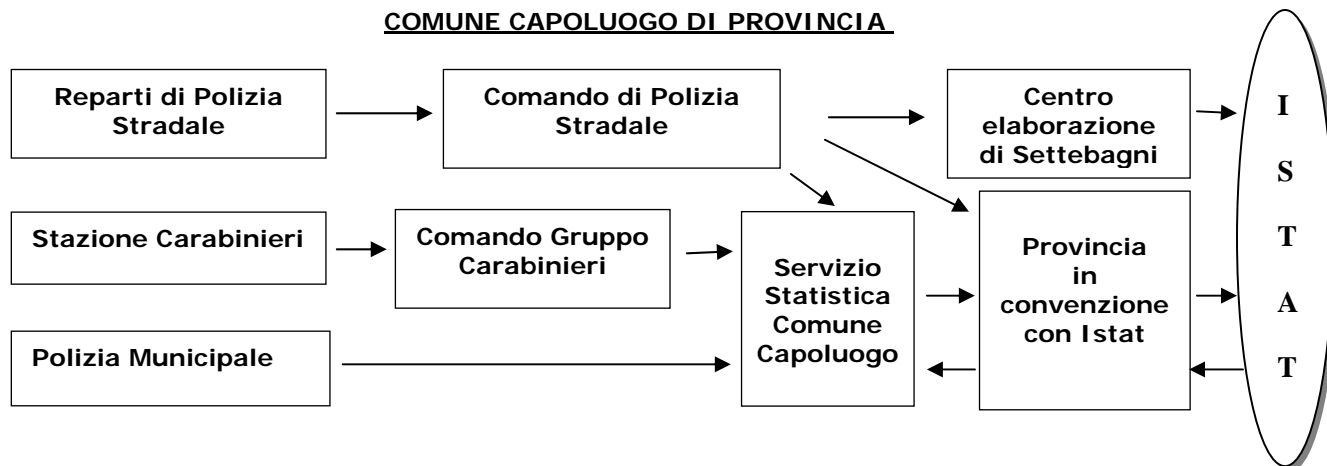 COMUNE CAPOLUOGO DI PROVINCIA
Reparti di Polizia
Stradale
Comando di Polizia
Stradale
Centro
elaborazione
di Settebagni
Stazione Carabinieri
Comando Gruppo
Carabinieri
Servizio
Statistica
Comune
Capoluogo
Provincia
in
convenzione
con Istat
Polizia Municipale
I
S
T
A
T